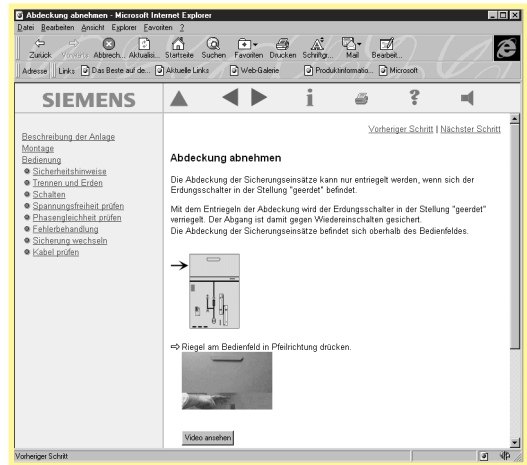 Abdeckung abnehmen - Microsoft Internet Explorer
Datei Bearbeiten Ansicht Explorer Favoriten ?
Zurück Vorwärts Abbrech... Aktualisi... Startseite Suchen Favoriten Drucken Schriftgr... Mail Bearbeit...
Adresse Links Das Beste auf de... Aktuelle Links Web-Galerie Produktinformatio... Microsoft
SIEMENS i ?
Vorheriger Schritt | Nächster Schritt
Beschreibung der Anlage
Montage
Bedienung
Sicherheitshinweise
Trennen und Erden
Schalten
Spannungsfreiheit prüfen
Phasengleichheit prüfen
Fehlerbehandlung
Sicherung wechseln
Kabel prüfen
Abdeckung abnehmen
Die Abdeckung der Sicherungseinsätze kann nur entriegelt werden, wenn sich der
Erdungsschalter in der Stellung "geerdet" befindet.
Mit dem Entriegeln der Abdeckung wird der Erdungsschalter in der Stellung "geerdet"
verriegelt. Der Abgang ist damit gegen Wiedereinschalten gesichert.
Die Abdeckung der Sicherungseinsätze befindet sich oberhalb des Bedienfeldes.
⇨ Riegel am Bedienfeld in Pfeilrichtung drücken.
Video ansehen
Vorheriger Schritt